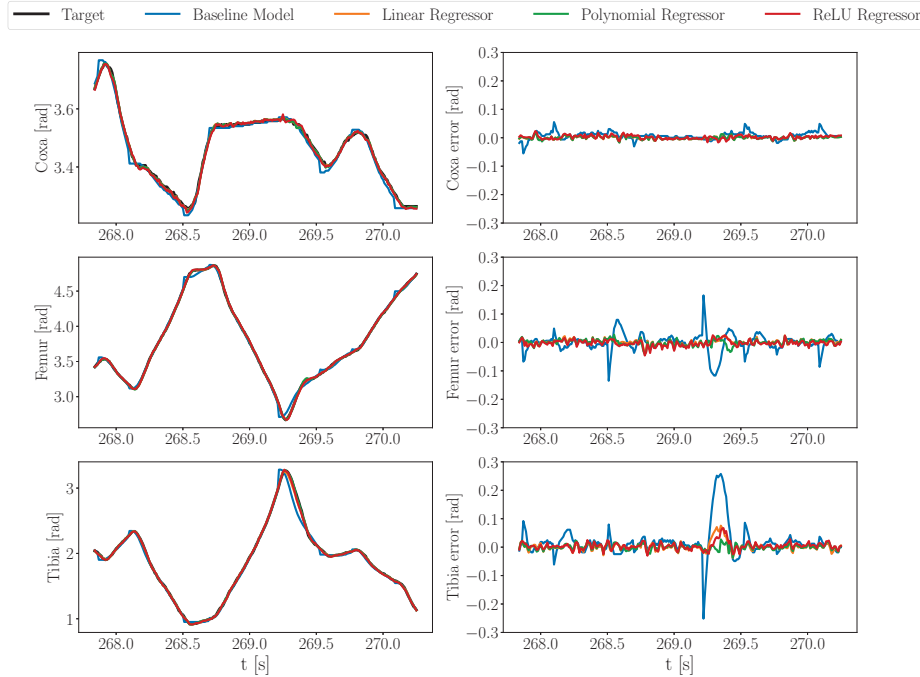 Target Baseline Model Linear Regressor Polynomial Regressor ReLU Regressor
Coxa [rad]
3.6
3.4
268.0 268.5 269.0 269.5 270.0
Coxa error [rad]
0.3
0.2
0.1
0.0
−0.1
−0.2
−0.3
268.0 268.5 269.0 269.5 270.0
Femur [rad]
4.5
4.0
3.5
3.0
268.0 268.5 269.0 269.5 270.0
Femur error [rad]
0.3
0.2
0.1
0.0
−0.1
−0.2
−0.3
268.0 268.5 269.0 269.5 270.0
Tibia [rad]
3
2
1
268.0 268.5 269.0 269.5 270.0
t [s]
Tibia error [rad]
0.3
0.2
0.1
0.0
−0.1
−0.2
−0.3
268.0 268.5 269.0 269.5 270.0
t [s]